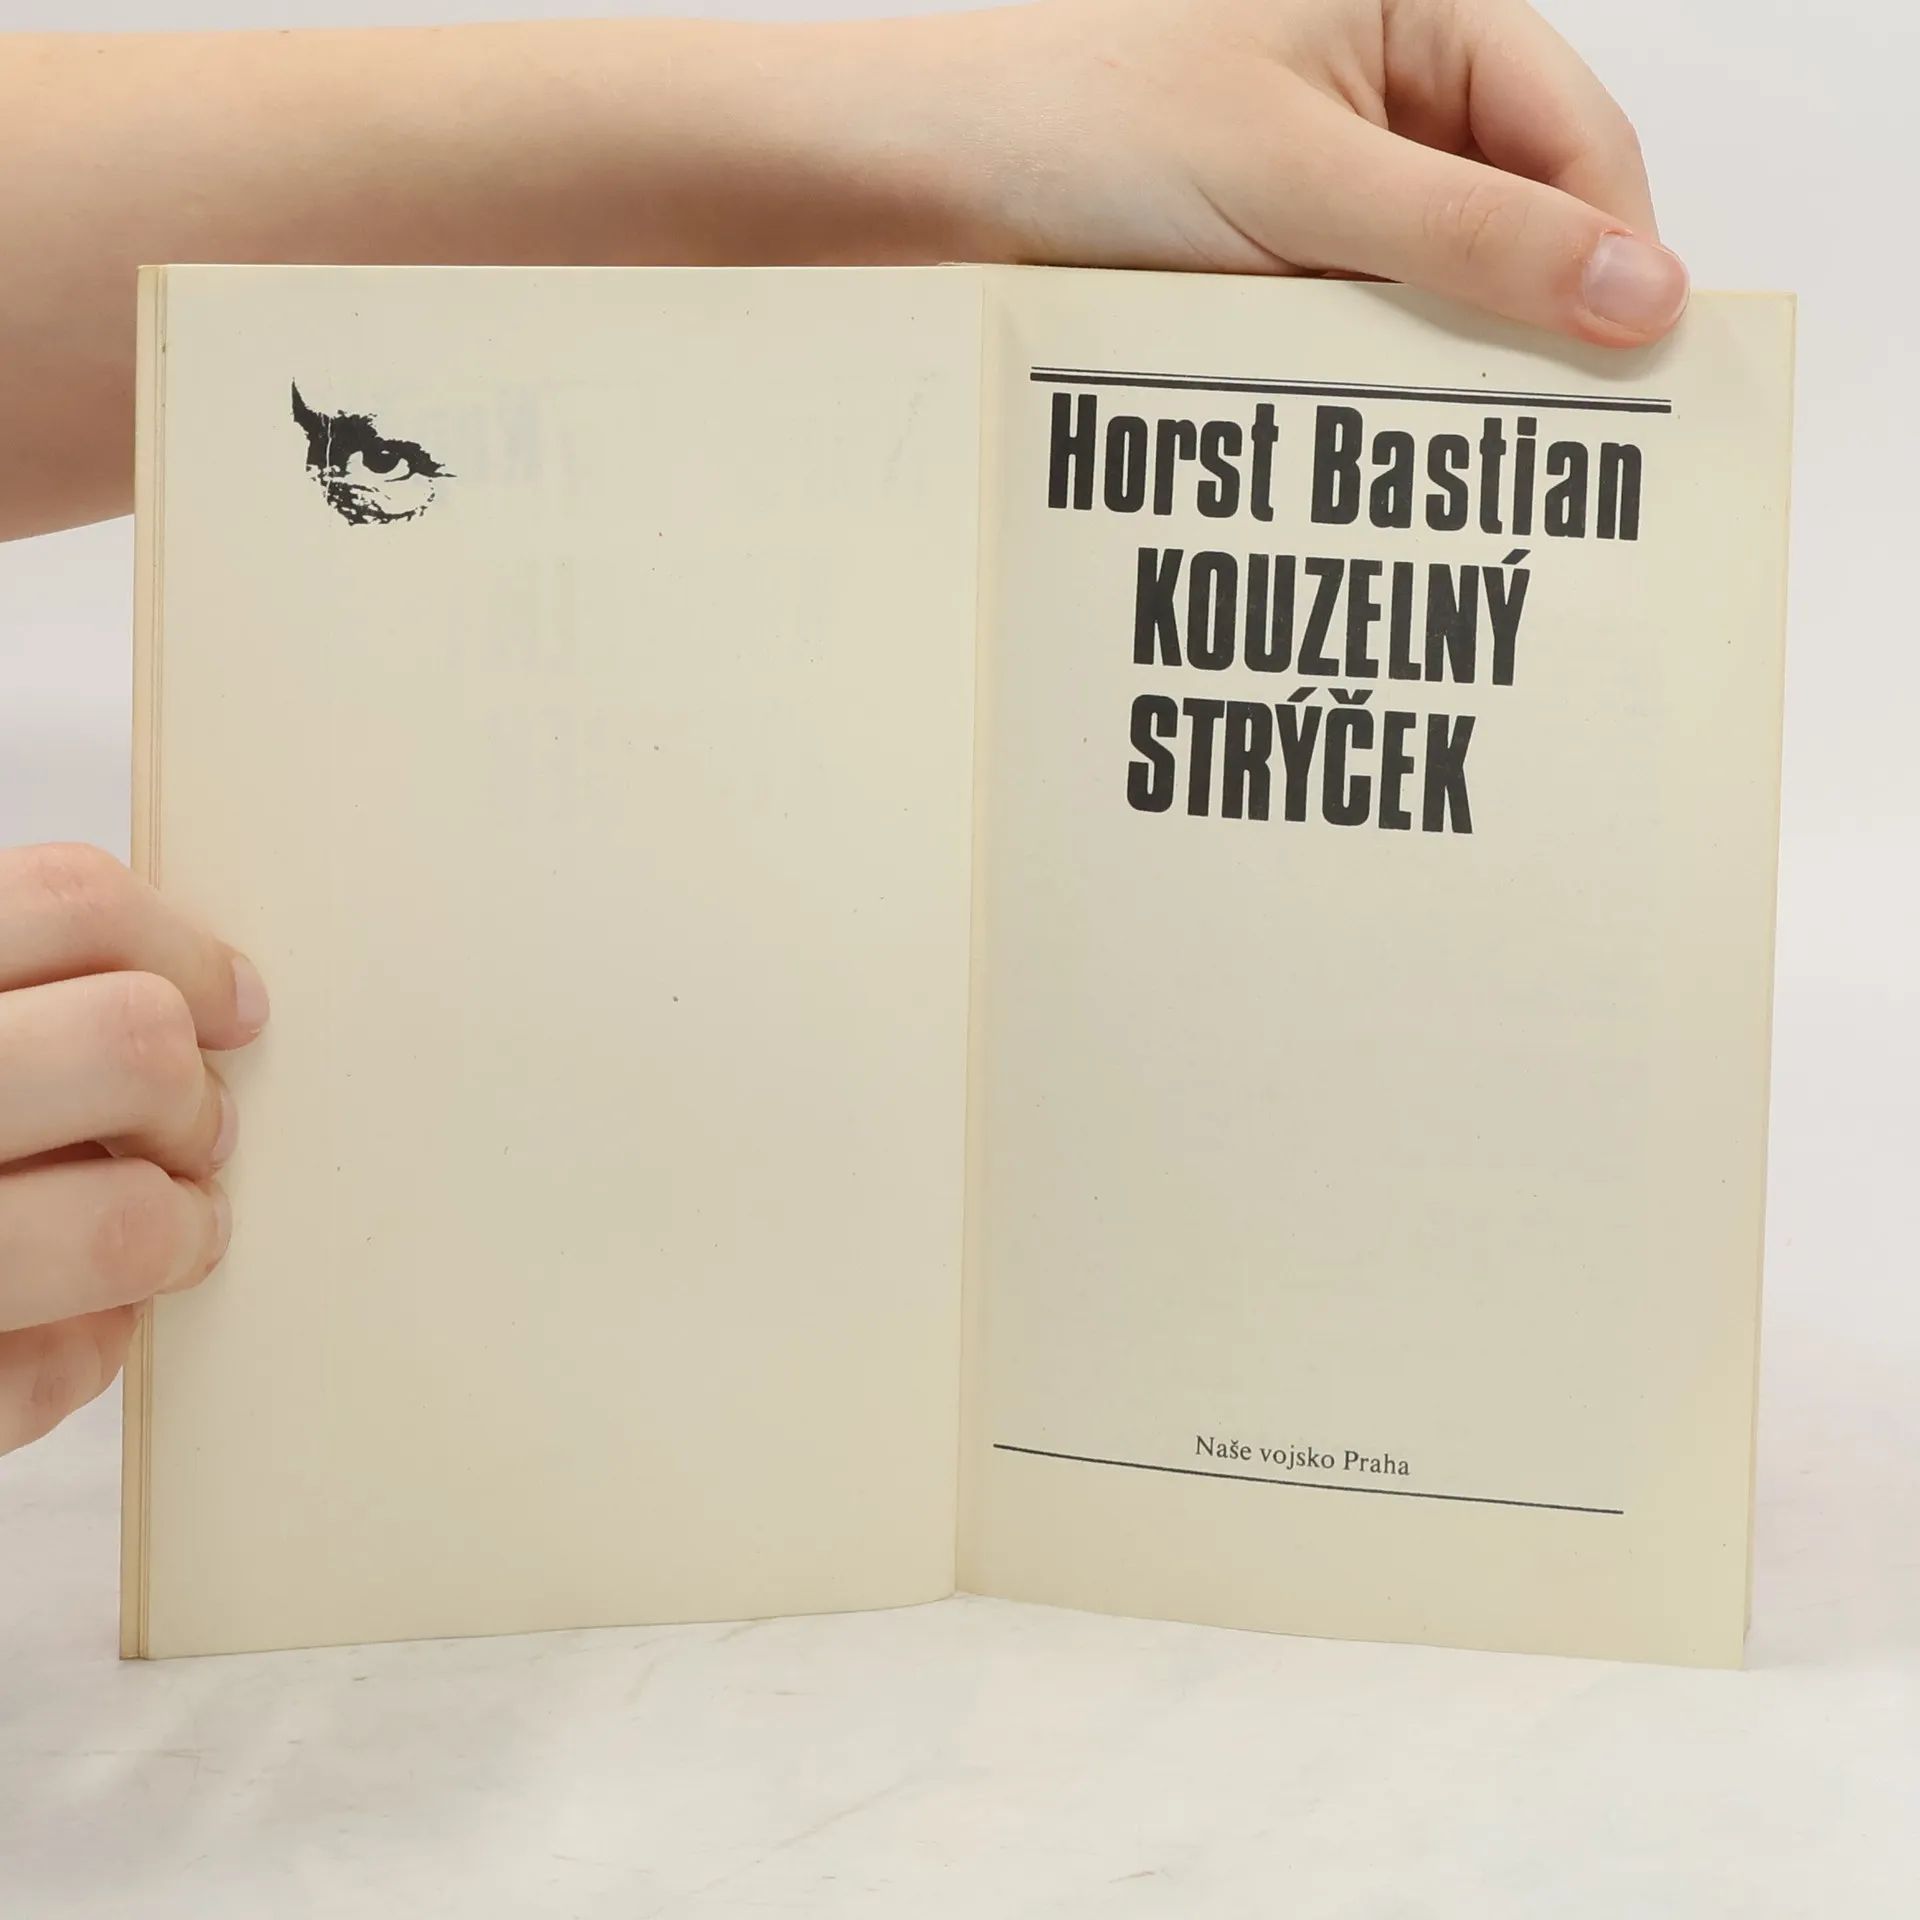 Horst Bastian
KOUZELNÝ
STRÝČEK
Naše vojsko Praha